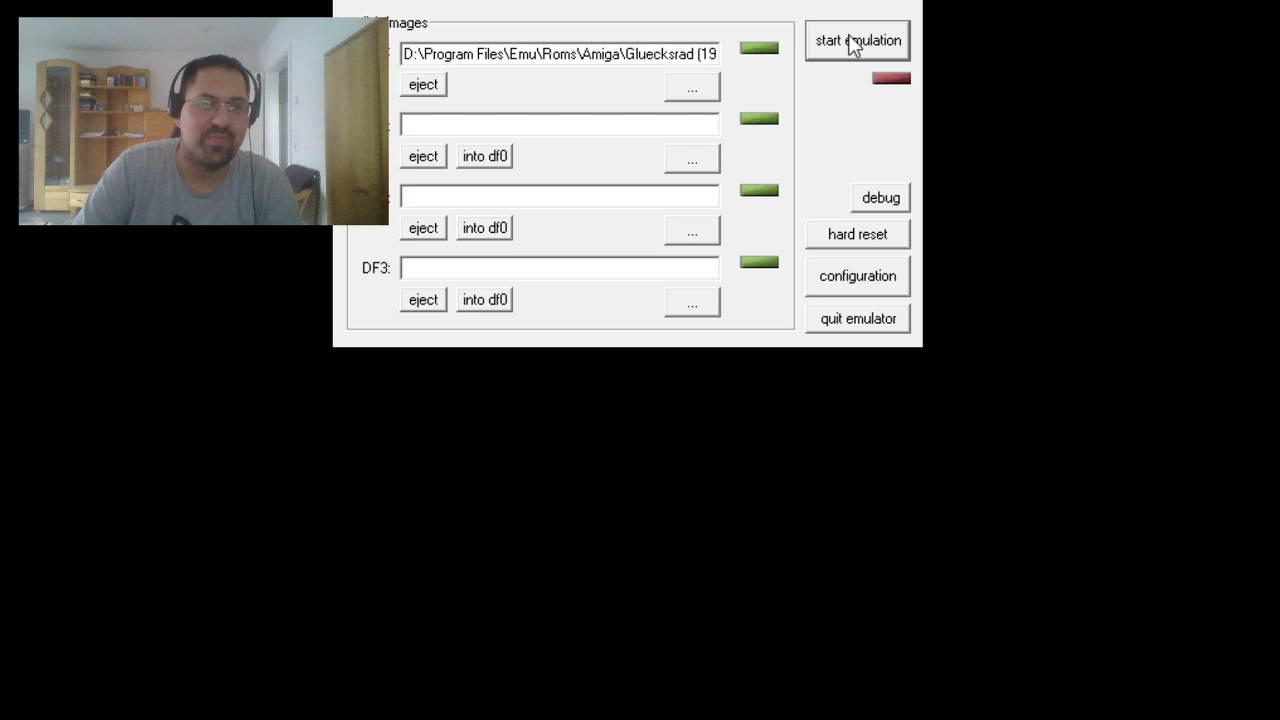 mages
start emulation
D:\Program Files\Emu\Roms\Amiga\Gluecksrad (19
eject
...
eject
into df0
...
debug
eject
into df0
...
hard reset
DF3:
configuration
eject
into df0
...
quit emulator